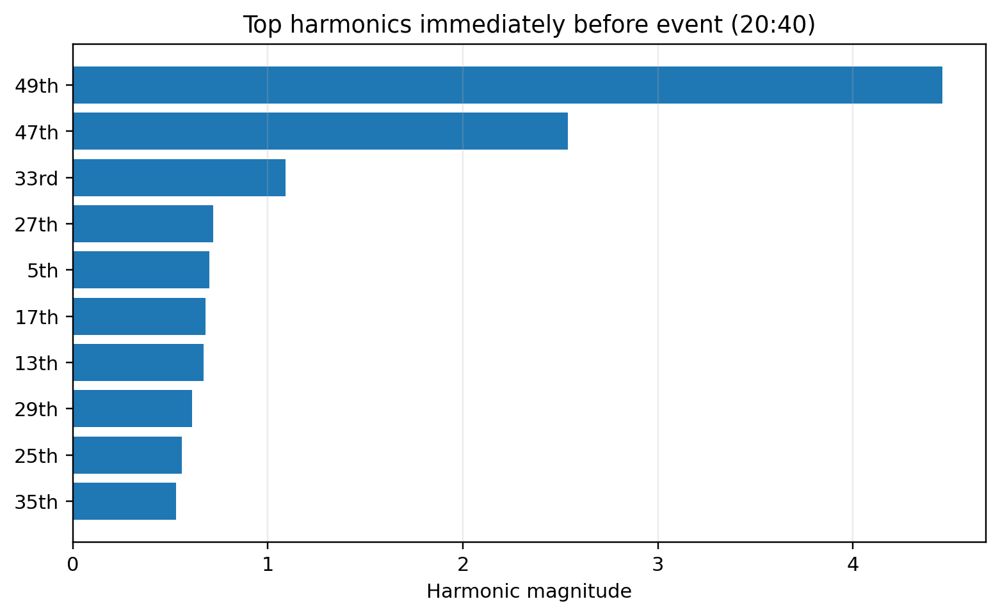 Top harmonics immediately before event (20:40)
49th
47th
33rd
27th
5th
17th
13th
29th
25th
35th
0 1 2 3 4
Harmonic magnitude